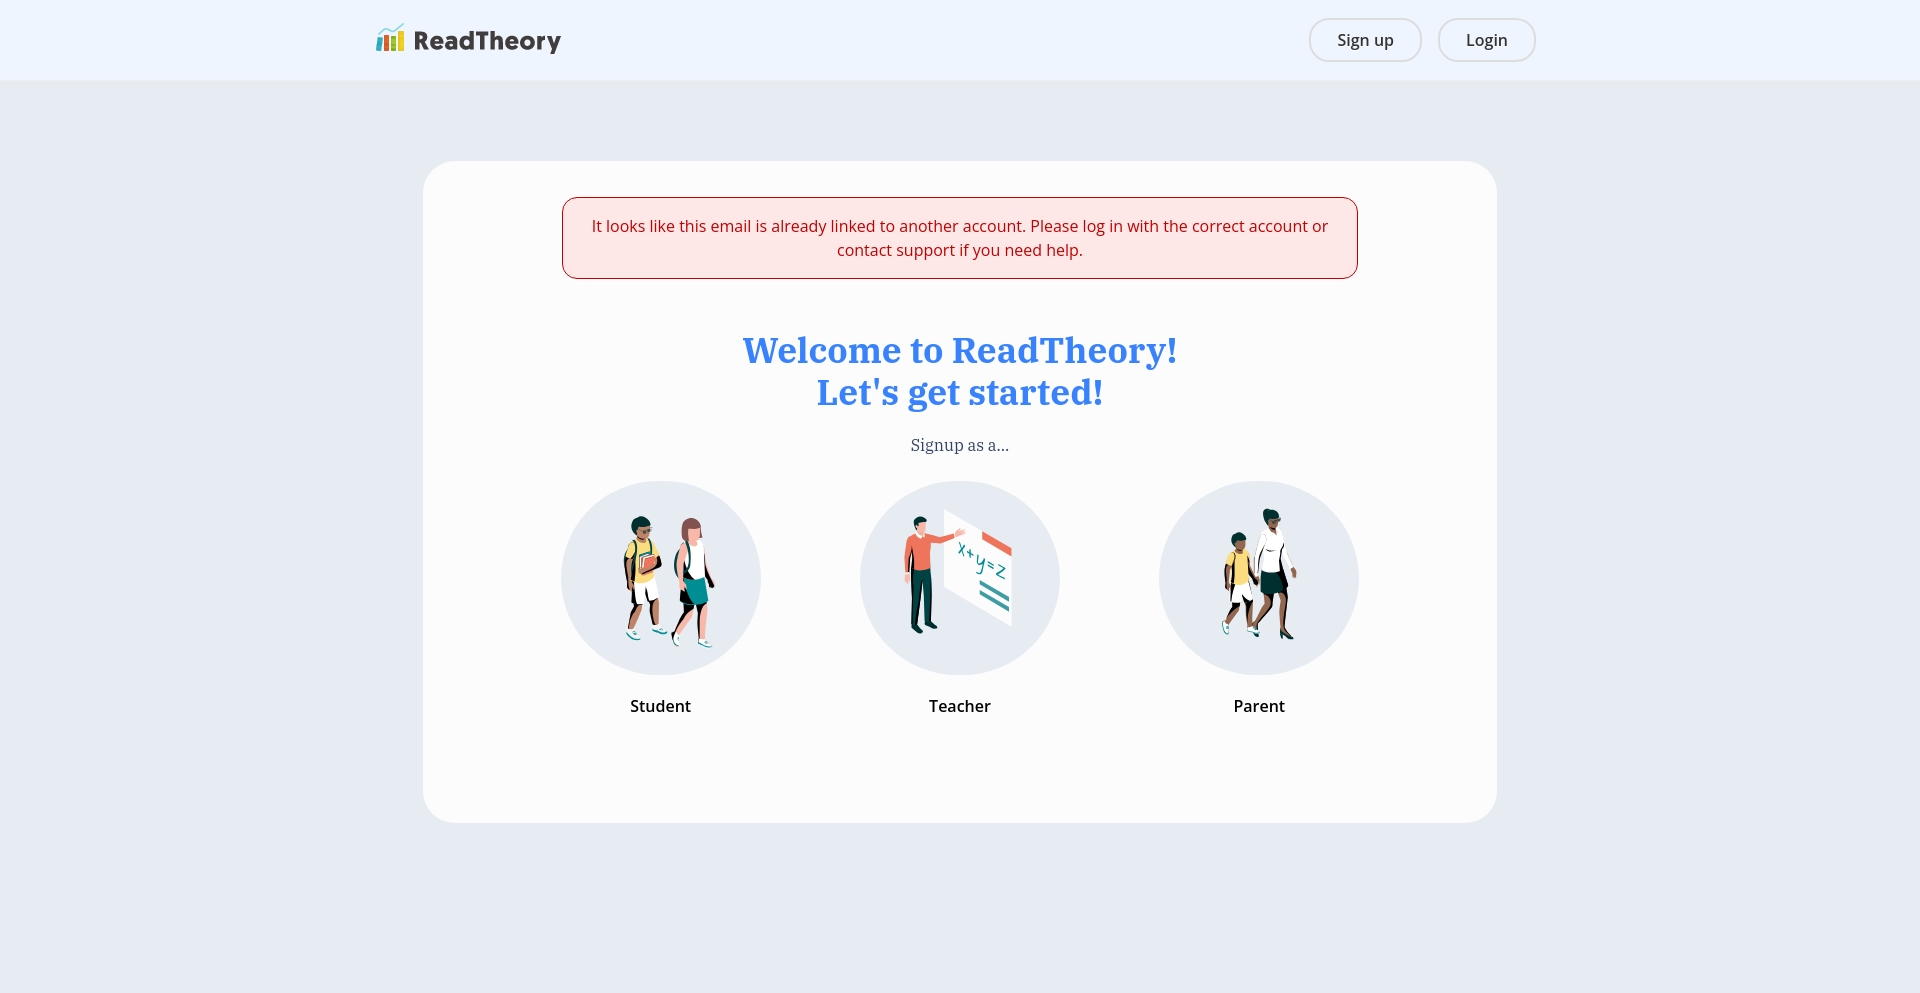 ReadTheory
Sign up
Login
It looks like this email is already linked to another account. Please log in with the correct account or
contact support if you need help.
Welcome to ReadTheory!
Let's get started!
Signup as a...
x+y=z
Student
Teacher
Parent